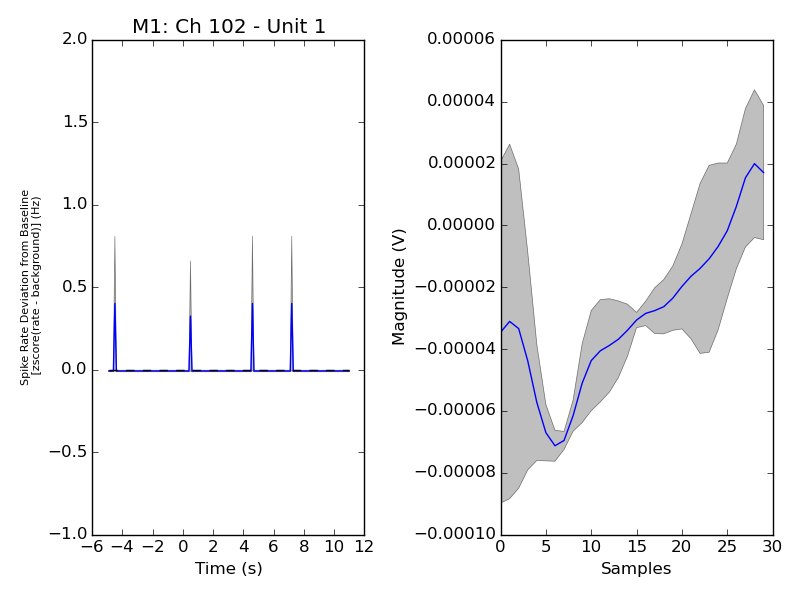 M1: Ch 102 - Unit 1
2.0
1.5
1.0
0.5
0.0
−0.5
−1.0
−6 −4 −2 0 2 4 6 8 10 12
Time (s)
Spike Rate Deviation from Baseline
[zscore(rate - background)] (Hz)
0.00006
0.00004
0.00002
0.00000
−0.00002
−0.00004
−0.00006
−0.00008
−0.00010
0 5 10 15 20 25 30
Samples
Magnitude (V)